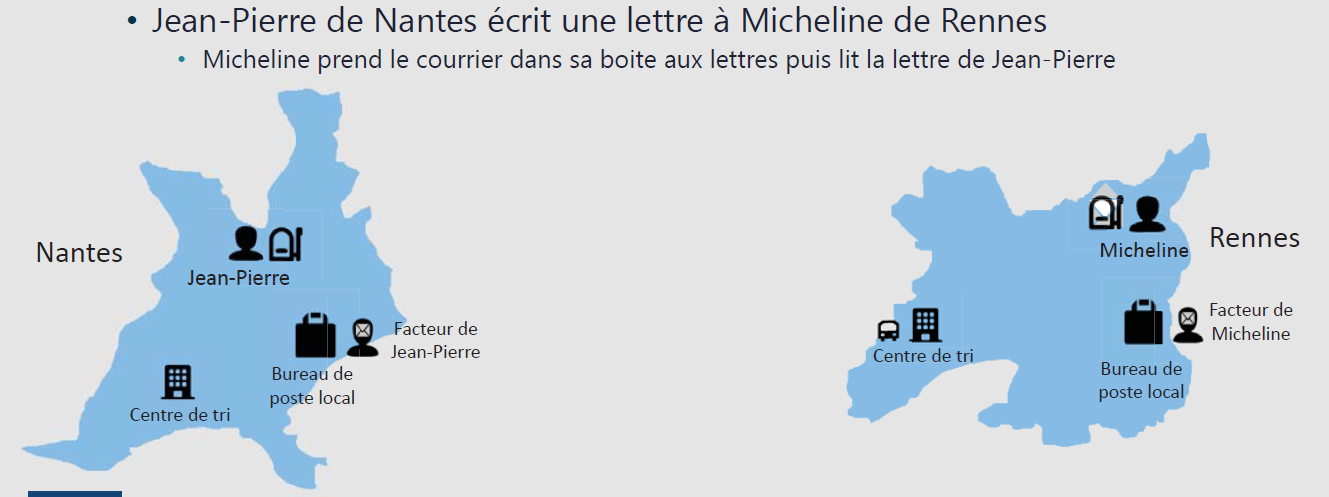 • Jean-Pierre de Nantes écrit une lettre à Micheline de Rennes
• Micheline prend le courrier dans sa boite aux lettres puis lit la lettre de Jean-Pierre
Nantes
Jean-Pierre
Facteur de
Jean-Pierre
Bureau de
poste local
Centre de tri
Rennes
Micheline
Facteur de
Micheline
Centre de tri
Bureau de
poste local